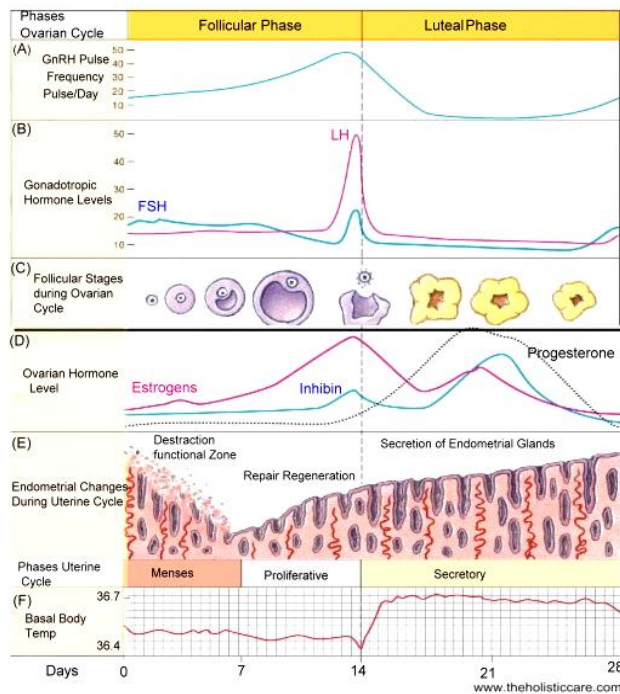 Phases
Ovarian Cycle
Follicular Phase
Luteal Phase
(A)
GnRH Pulse
Frequency
Pulse/Day
50
40
30
20
10
(B)
Gonadotropic
Hormone Levels
50
40
30
20
10
LH
FSH
(C)
Follicular Stages
during Ovarian
Cycle
(D)
Ovarian Hormone
Level
Estrogens
Inhibin
Progesterone
(E)
Endometrial Changes
During Uterine Cycle
Destraction
functional Zone
Repair Regeneration
Secretion of Endometrial Glands
Phases Uterine
Cycle
Menses
Proliferative
Secretory
(F)
Basal Body
Temp
36.7
36.4
Days
0
7
14
21
28
www.theholisticcare.com